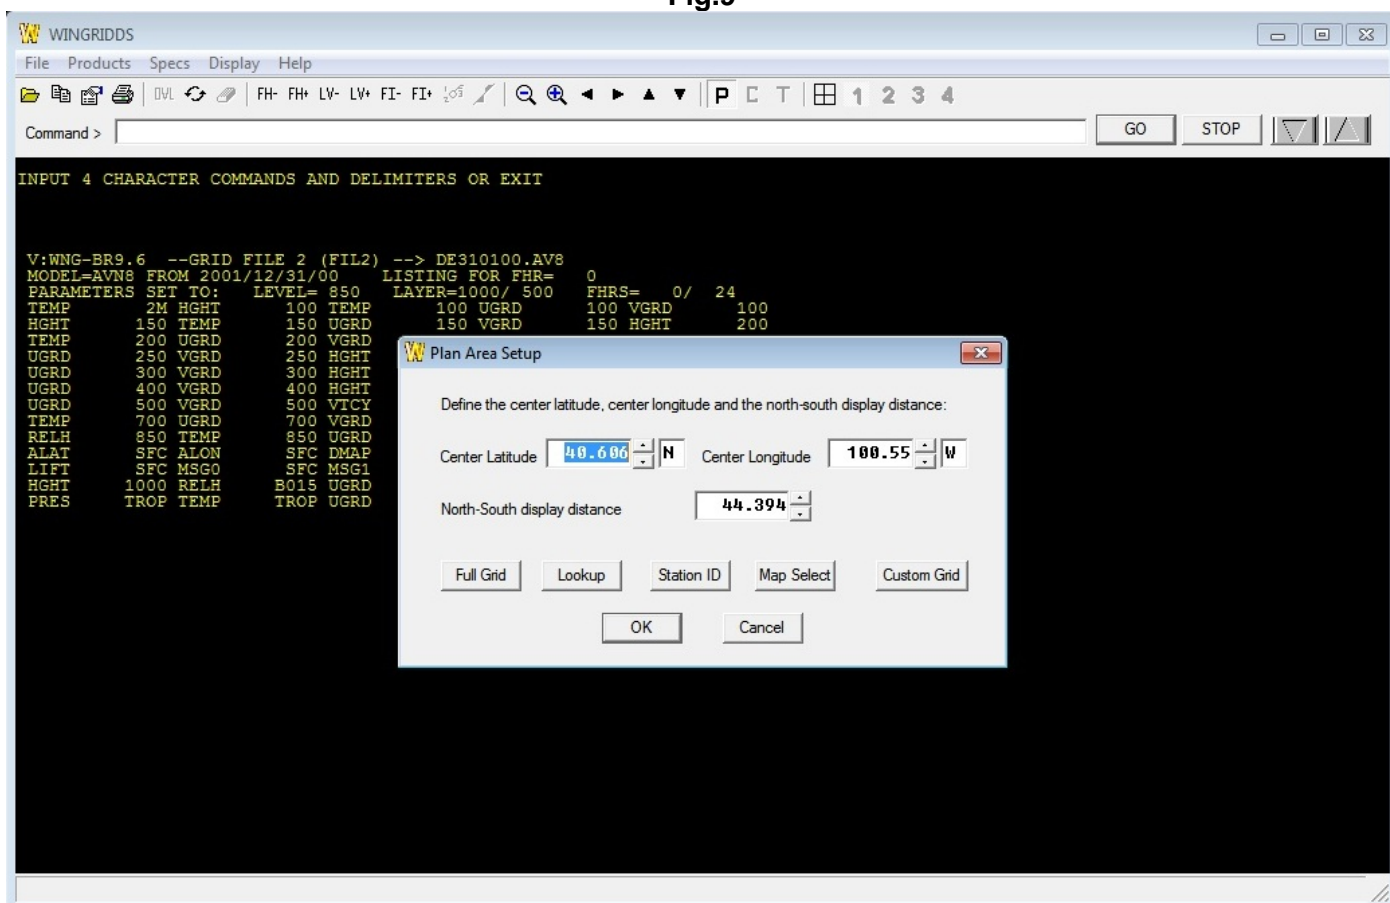 Fig.9
WINGRIDDS
File Products Specs Display Help
OVL FH- FH+ LV- LV+ FI- FI+ P C T 1 2 3 4
Command > GO STOP
INPUT 4 CHARACTER COMMANDS AND DELIMITERS OR EXIT
V:WNG-BR9.6 --GRID FILE 2 (FIL2) --> DE310100.AV8
MODEL=AVN8 FROM 2001/12/31/00 LISTING FOR FHR= 0
PARAMETERS SET TO: LEVEL= 850 LAYER=1000/ 500 FHRS= 0/ 24
TEMP 2M HGHT 100 TEMP 100 UGRD 100 VGRD 100
HGHT 150 TEMP 150 UGRD 150 VGRD 150 HGHT 200
TEMP 200 UGRD 200 VGRD
UGRD 250 VGRD 250 HGHT
UGRD 300 VGRD 300 HGHT
UGRD 400 VGRD 400 HGHT
UGRD 500 VGRD 500 VTCY
TEMP 700 UGRD 700 VGRD
RELH 850 TEMP 850 UGRD
ALAT SFC ALON SFC DMAP
LIFT SFC MSG0 SFC MSG1
HGHT 1000 RELH B015 UGRD
PRES TROP TEMP TROP UGRD
Plan Area Setup
Define the center latitude, center longitude and the north-south display distance:
Center Latitude 40.606 N Center Longitude 100.55 W
North-South display distance 44.394
Full Grid Lookup Station ID Map Select Custom Grid
OK Cancel